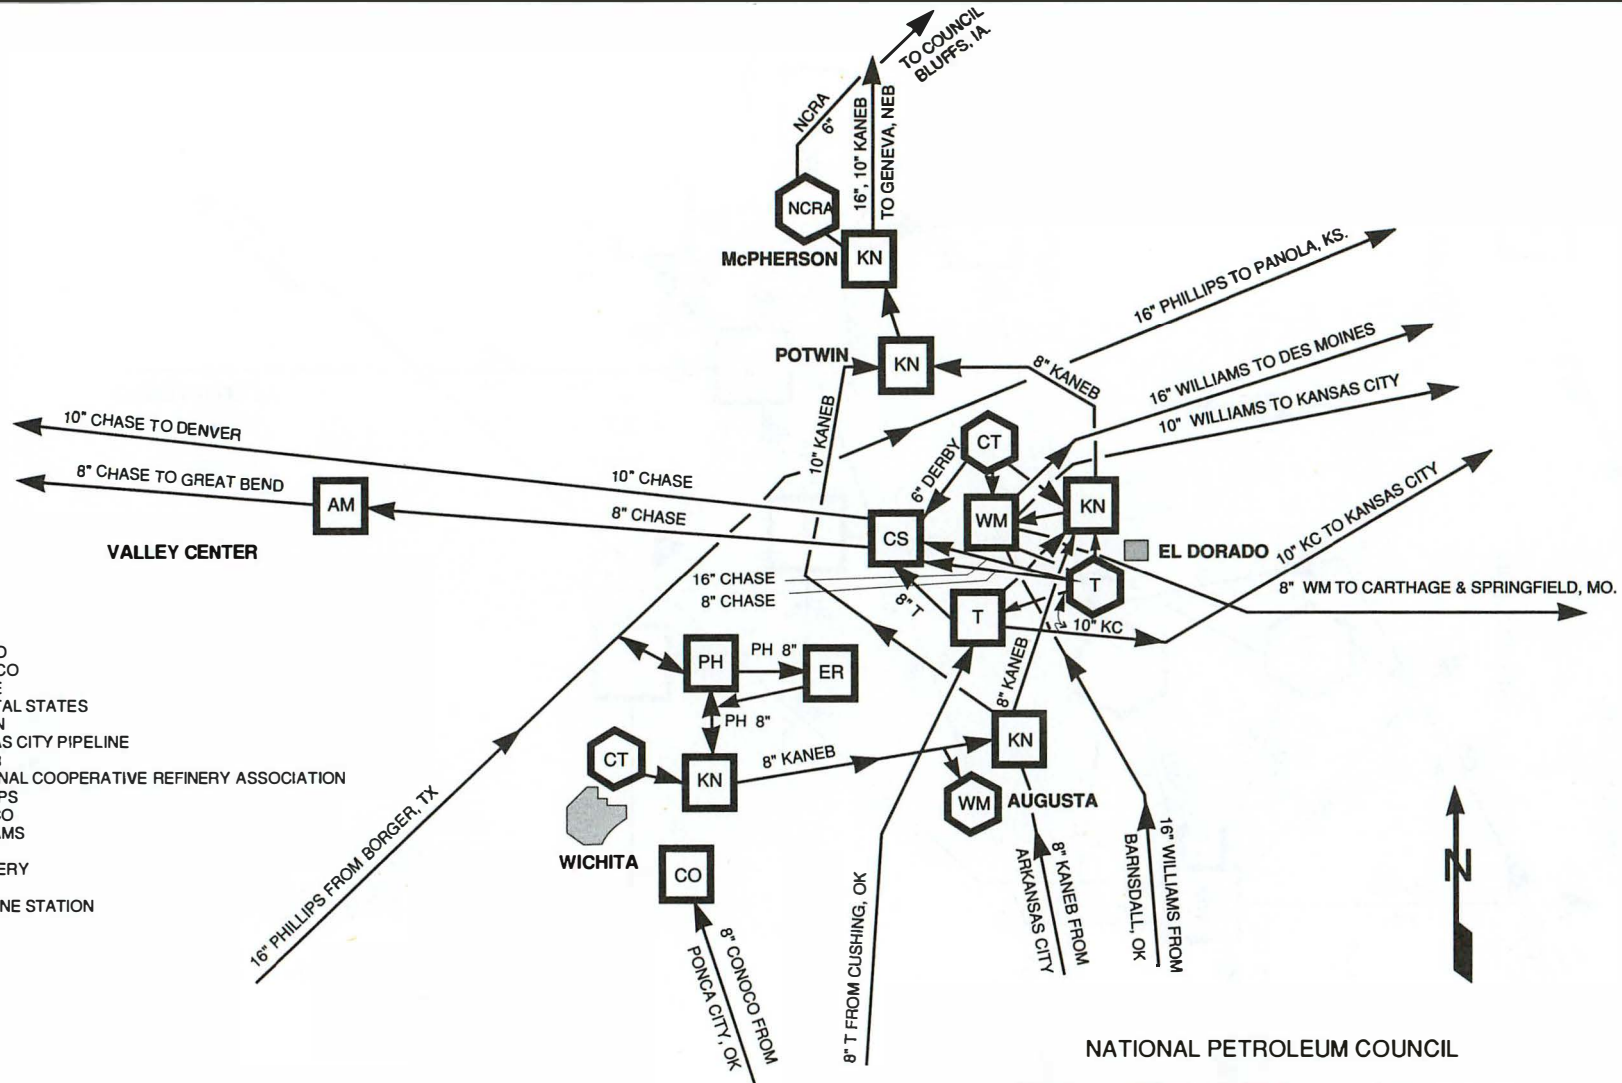 TO COUNCIL
BLUFFS, IA.
NCRA
6"
16", 10" KANEB
TO GENEVA, NEB
NCRA
McPHERSON
KN
16" PHILLIPS TO PANOLA, KS.
POTWIN
KN
8" KANEB
16" WILLIAMS TO DES MOINES
10" WILLIAMS TO KANSAS CITY
10" CHASE TO DENVER
8" CHASE TO GREAT BEND
AM
VALLEY CENTER
10" KANEB
10" CHASE
8" CHASE
6" DERBY
CT
WM
KN
CS
EL DORADO
10" KC TO KANSAS CITY
8" WM TO CARTHAGE & SPRINGFIELD, MO.
16" CHASE
8" CHASE
8" T
T
T
10" KC
PH
PH 8"
ER
PH 8"
8" KANEB
CT
KN
8" KANEB
KN
WM
AUGUSTA
WICHITA
CO
16" PHILLIPS FROM BORGER, TX
8" CONOCO FROM
PONCA CITY, OK
8" T FROM CUSHING, OK
8" KANEB FROM
ARKANSAS CITY
16" WILLIAMS FROM
BARNSDALL, OK
N
O
CO
E
AL STATES
N
S CITY PIPELINE
NAL COOPERATIVE REFINERY ASSOCIATION
PS
O
MS
ERY
NE STATION
NATIONAL PETROLEUM COUNCIL